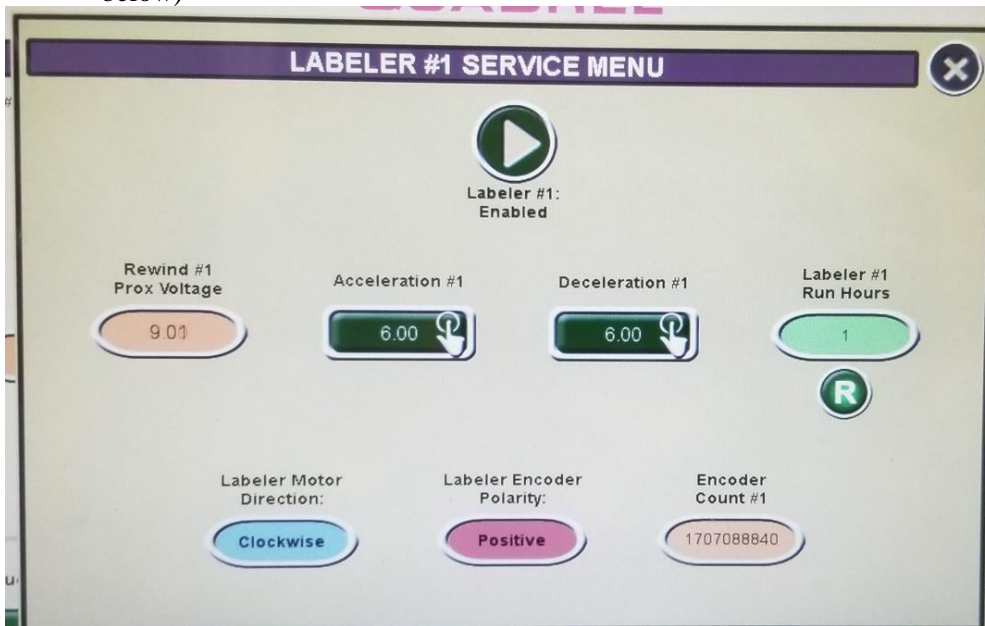 below)
QUADREL
LABELER #1 SERVICE MENU
Labeler #1:
Enabled
Rewind #1
Prox Voltage
9.01
Acceleration #1
6.00
Deceleration #1
6.00
Labeler #1
Run Hours
1
R
Labeler Motor
Direction:
Clockwise
Labeler Encoder
Polarity:
Positive
Encoder
Count #1
1707088840